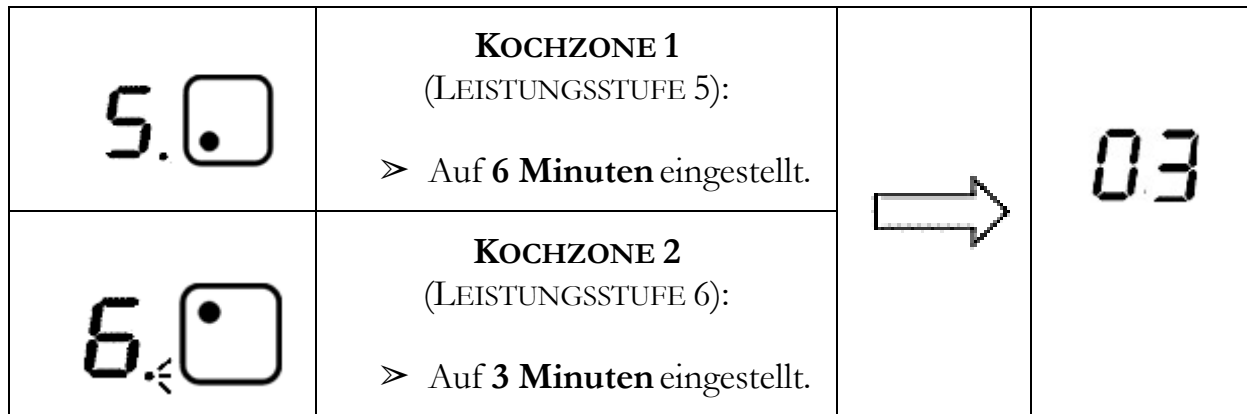 5.
KOCHZONE 1
(LEISTUNGSSTUFE 5):
➢ Auf 6 Minuten eingestellt.
03
6.
KOCHZONE 2
(LEISTUNGSSTUFE 6):
➢ Auf 3 Minuten eingestellt.